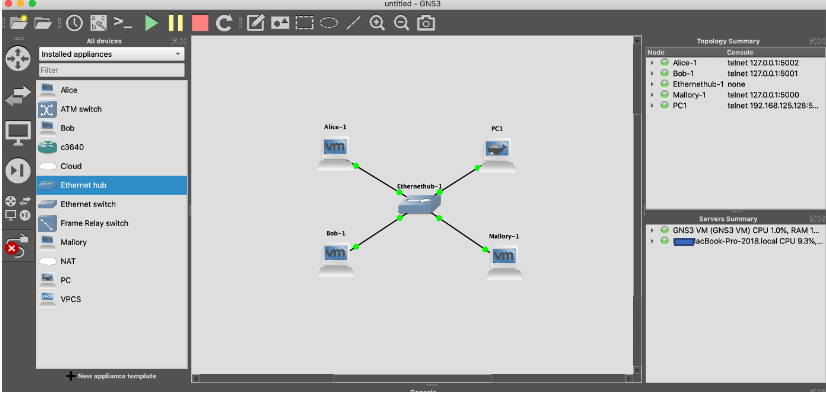 untitled - GNS3
All devices
Installed appliances
Filter
Alice
ATM switch
Bob
c3640
Cloud
Ethernet hub
Ethernet switch
Frame Relay switch
Mallory
NAT
PC
VPCS
New appliance template
Alice-1
vm
PC1
Ethernethub-1
Bob-1
vm
Mallory-1
vm
Topology Summary
Node Console
Alice-1 telnet 127.0.0.1:5002
Bob-1 telnet 127.0.0.1:5001
Ethernethub-1 none
Mallory-1 telnet 127.0.0.1:5000
PC1 telnet 192.168.125.128:5...
Servers Summary
GNS3 VM (GNS3 VM) CPU 1.0%, RAM 1...
acBook-Pro-2018.local CPU 9.3%,...
Console